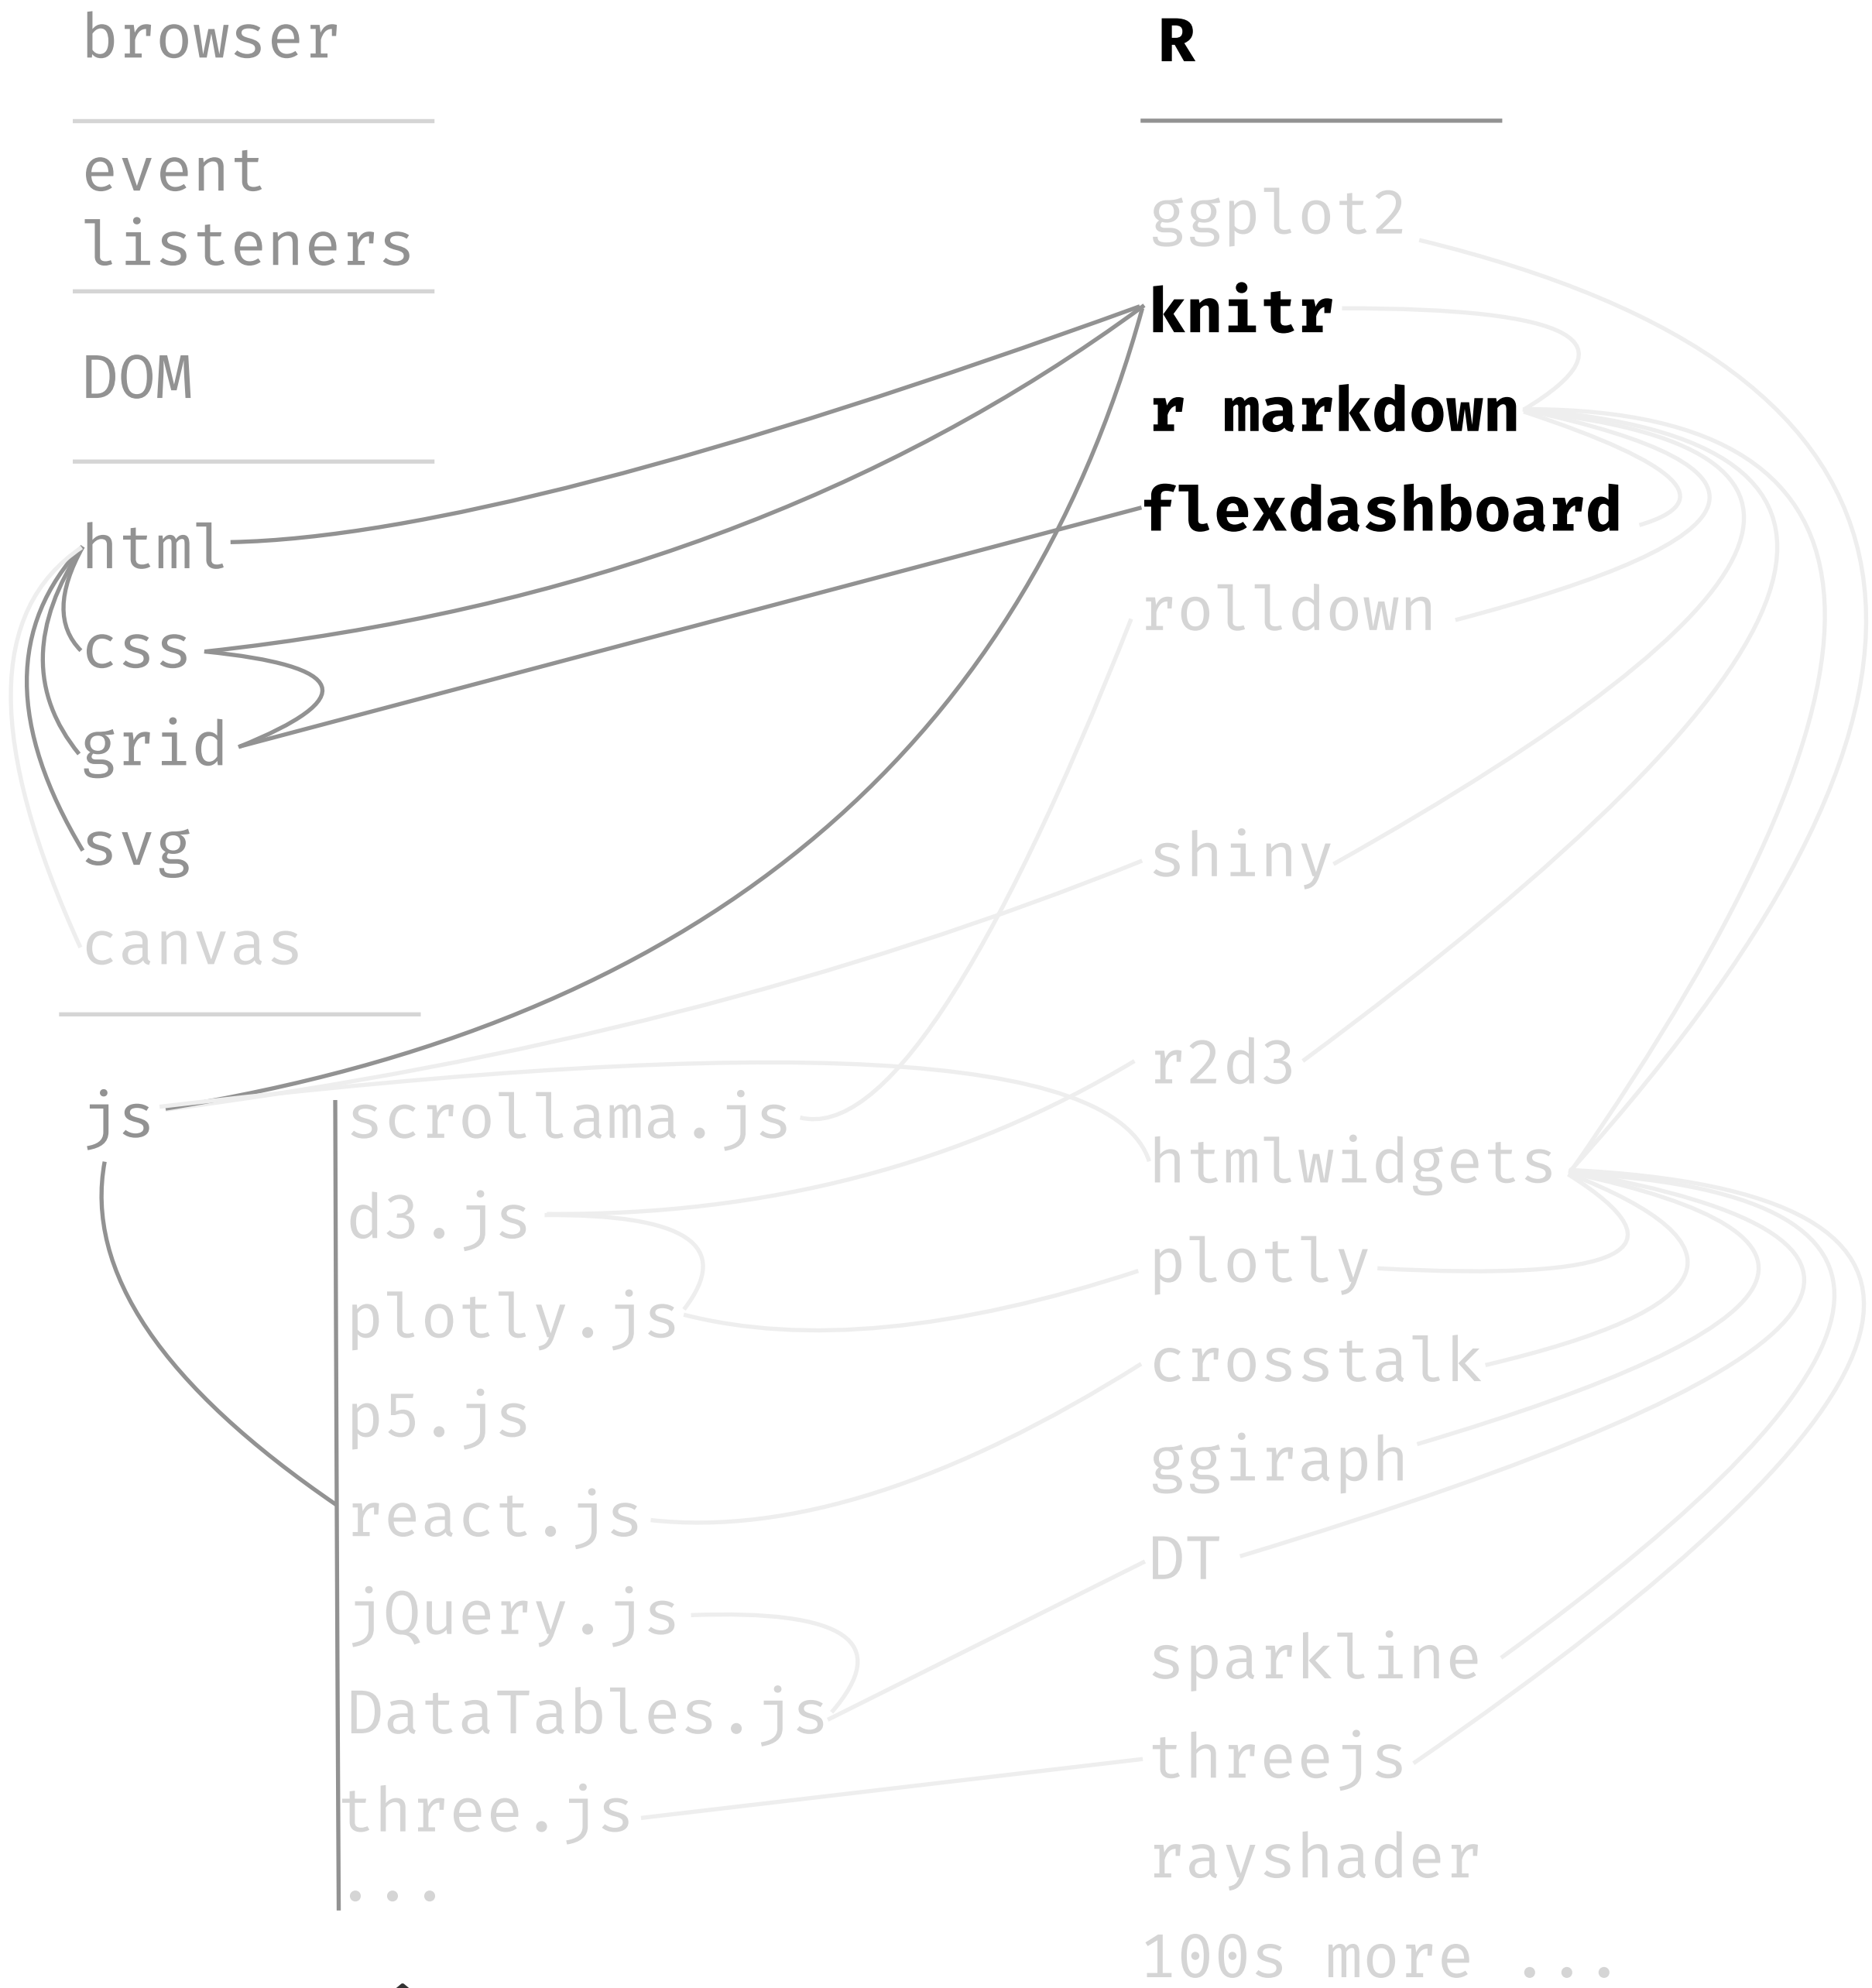 browser
event
listeners
DOM
html
css
grid
svg
canvas
js
scrollama.js
d3.js
plotly.js
p5.js
react.js
jQuery.js
DataTables.js
three.js
...
R
ggplot2
knitr
r markdown
flexdashboard
rolldown
shiny
r2d3
htmlwidgets
plotly
crosstalk
ggiraph
DT
sparkline
threejs
rayshader
100s more ...